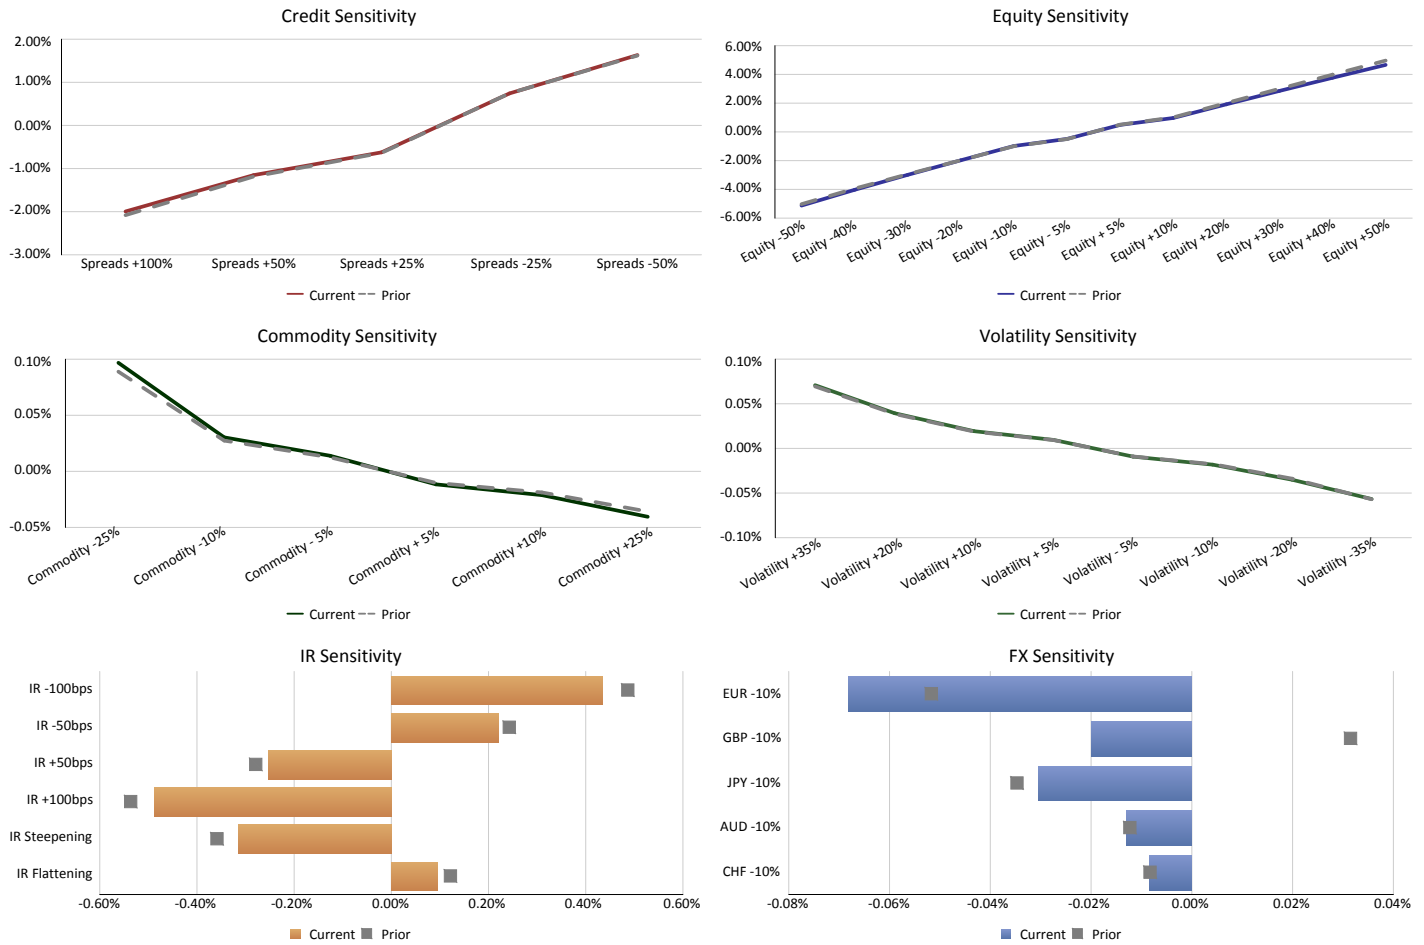 Credit Sensitivity
2.00%
1.00%
0.00%
-1.00%
-2.00%
-3.00%
Spreads +100% Spreads +50% Spreads +25% Spreads -25% Spreads -50%
Current Prior
Equity Sensitivity
6.00%
4.00%
2.00%
0.00%
-2.00%
-4.00%
-6.00%
Equity -50% Equity -40% Equity -30% Equity -20% Equity -10% Equity - 5% Equity + 5% Equity +10% Equity +20% Equity +30% Equity +40% Equity +50%
Current Prior
Commodity Sensitivity
0.10%
0.05%
0.00%
-0.05%
Commodity -25% Commodity -10% Commodity - 5% Commodity + 5% Commodity +10% Commodity +25%
Current Prior
Volatility Sensitivity
0.10%
0.05%
0.00%
-0.05%
-0.10%
Volatility +35% Volatility +20% Volatility +10% Volatility + 5% Volatility - 5% Volatility -10% Volatility -20% Volatility -35%
Current Prior
IR Sensitivity
IR -100bps
IR -50bps
IR +50bps
IR +100bps
IR Steepening
IR Flattening
-0.60% -0.40% -0.20% 0.00% 0.20% 0.40% 0.60%
Current Prior
FX Sensitivity
EUR -10%
GBP -10%
JPY -10%
AUD -10%
CHF -10%
-0.08% -0.06% -0.04% -0.02% 0.00% 0.02% 0.04%
Current Prior